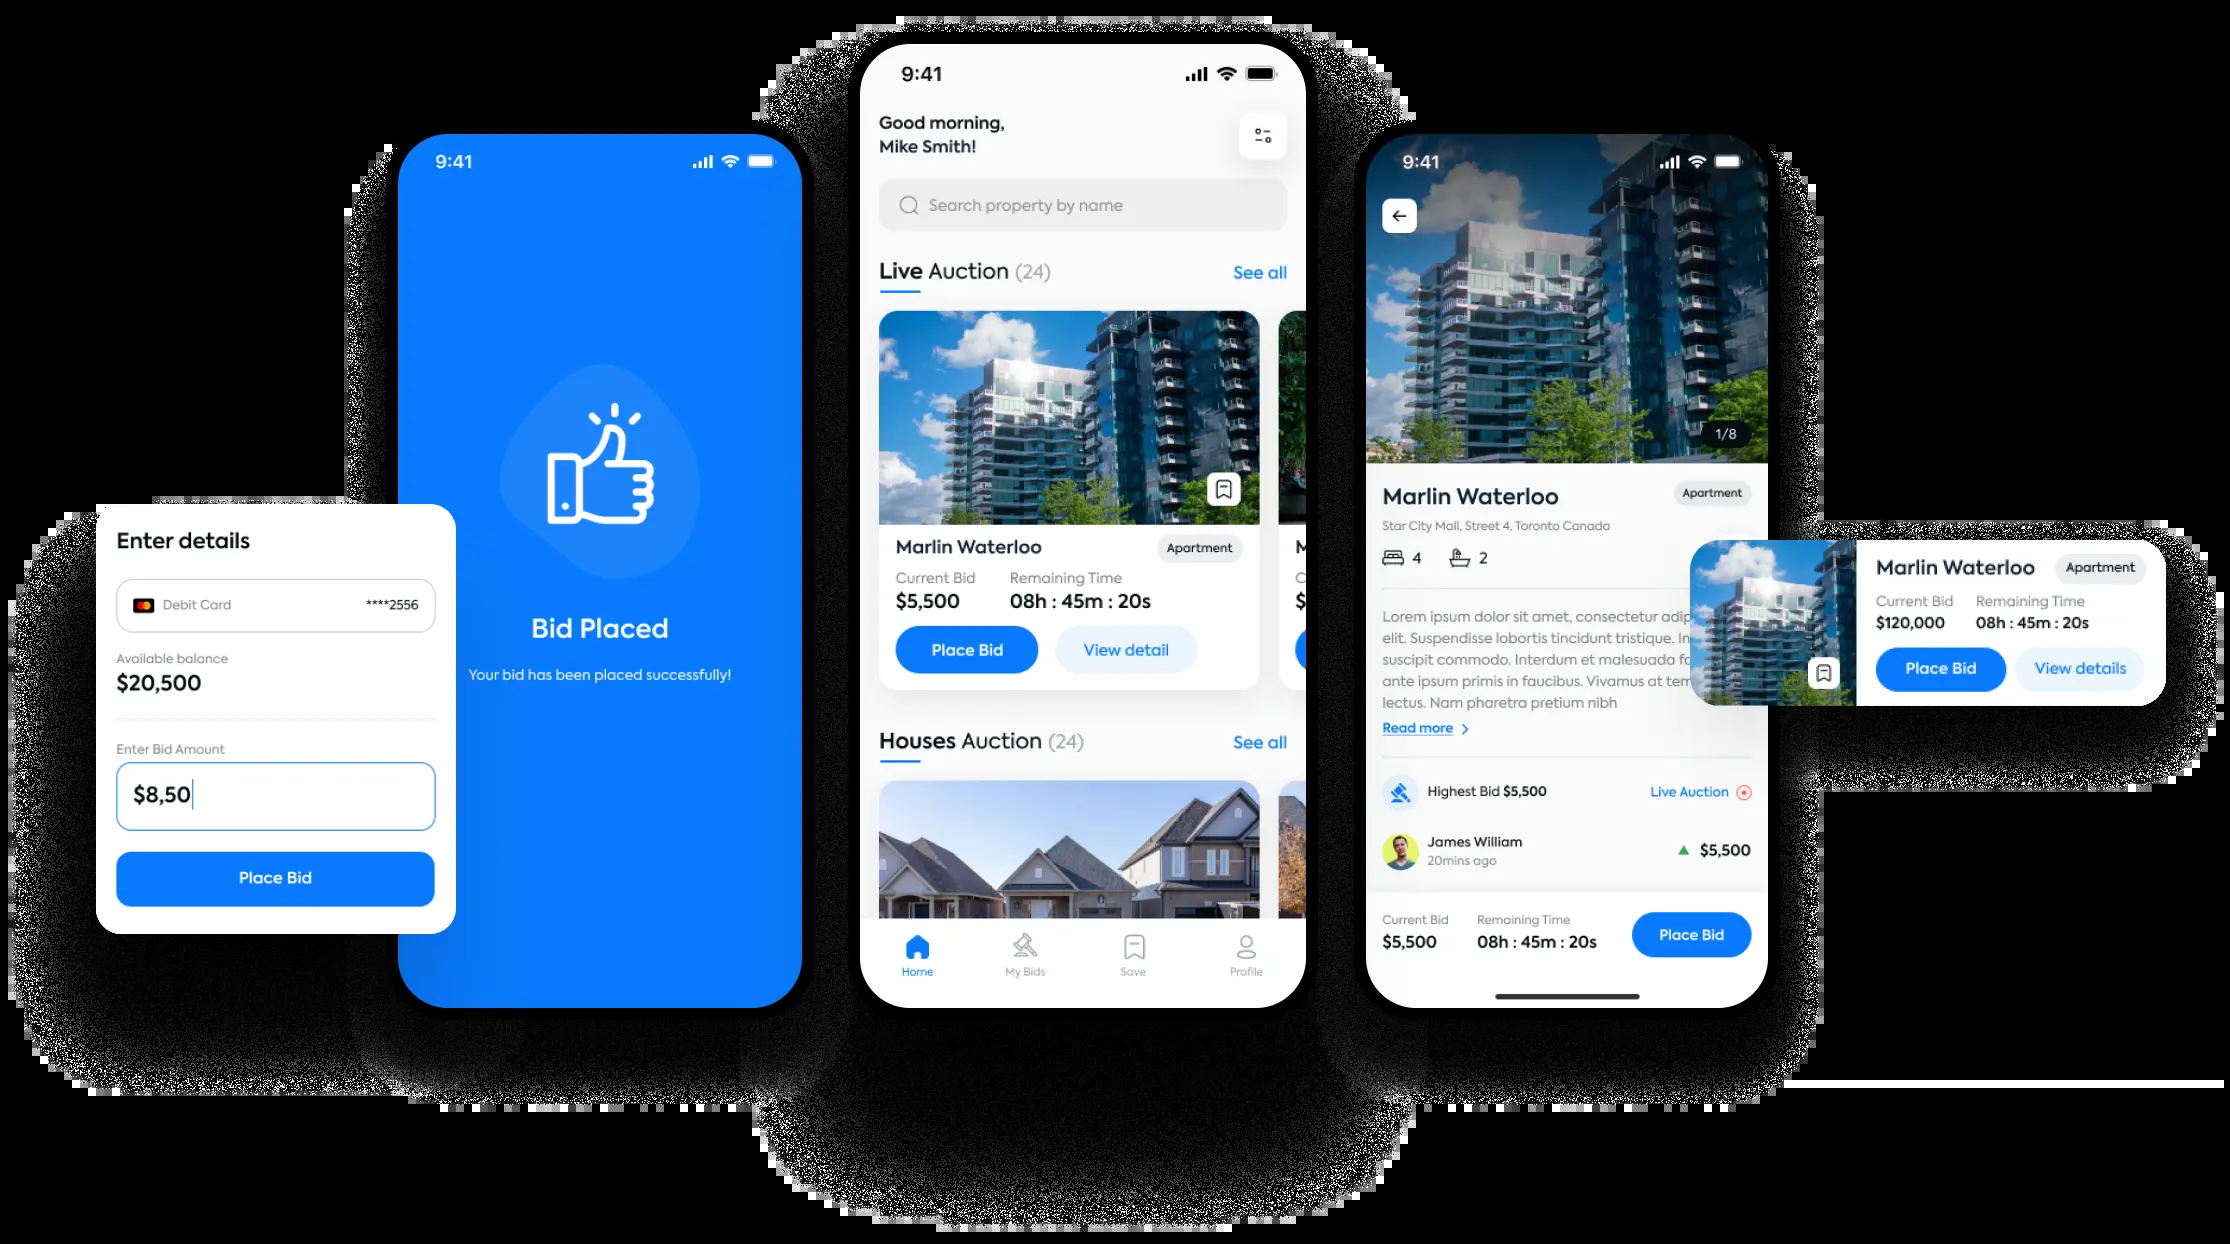 Enter details
Debit Card ****2556
Available balance
$20,500
Enter Bid Amount
$8,50
Place Bid
9:41
Bid Placed
Your bid has been placed successfully!
9:41
Good morning,
Mike Smith!
Search property by name
Live Auction (24) See all
Marlin Waterloo Apartment
Current Bid Remaining Time
$5,500 08h : 45m : 20s
Place Bid View detail
M
C
$
Houses Auction (24) See all
Home My Bids Save Profile
9:41
1/8
Marlin Waterloo Apartment
Star City Mall, Street 4, Toronto Canada
4 2
Lorem ipsum dolor sit amet, consectetur adip
elit. Suspendisse lobortis tincidunt tristique. In
suscipit commodo. Interdum et malesuada fa
ante ipsum primis in faucibus. Vivamus at tem
lectus. Nam pharetra pretium nibh
Read more
Highest Bid $5,500 Live Auction
James William
20mins ago
$5,500
Current Bid Remaining Time
$5,500 08h : 45m : 20s
Place Bid
Marlin Waterloo Apartment
Current Bid Remaining Time
$120,000 08h : 45m : 20s
Place Bid View details